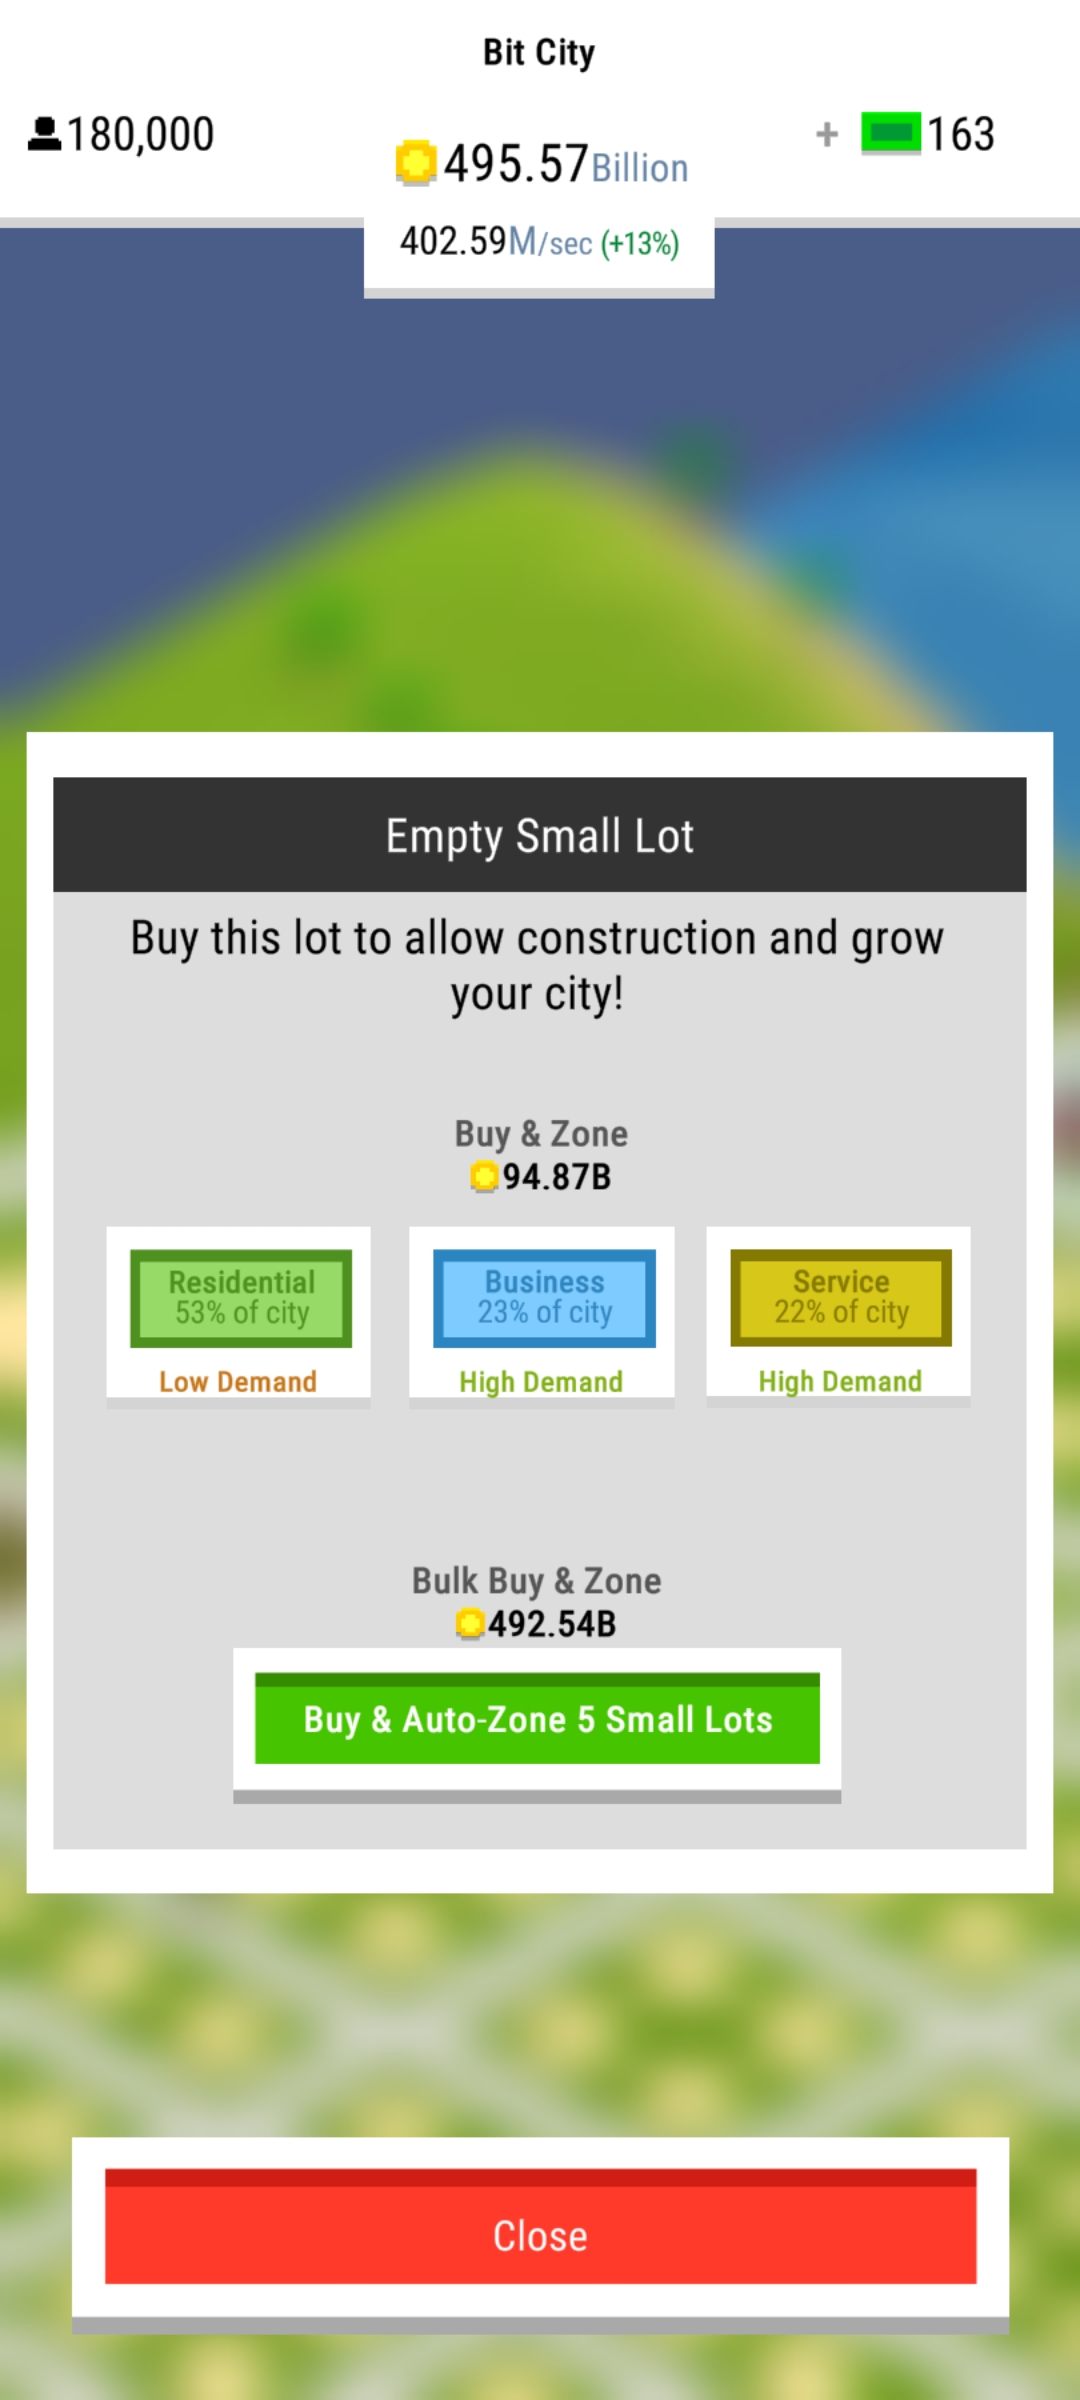 Bit City
180,000
495.57Billion
+ 163
402.59M/sec (+13%)
Empty Small Lot
Buy this lot to allow construction and grow
your city!
Buy & Zone
94.87B
Residential
53% of city
Low Demand
Business
23% of city
High Demand
Service
22% of city
High Demand
Bulk Buy & Zone
492.54B
Buy & Auto-Zone 5 Small Lots
Close